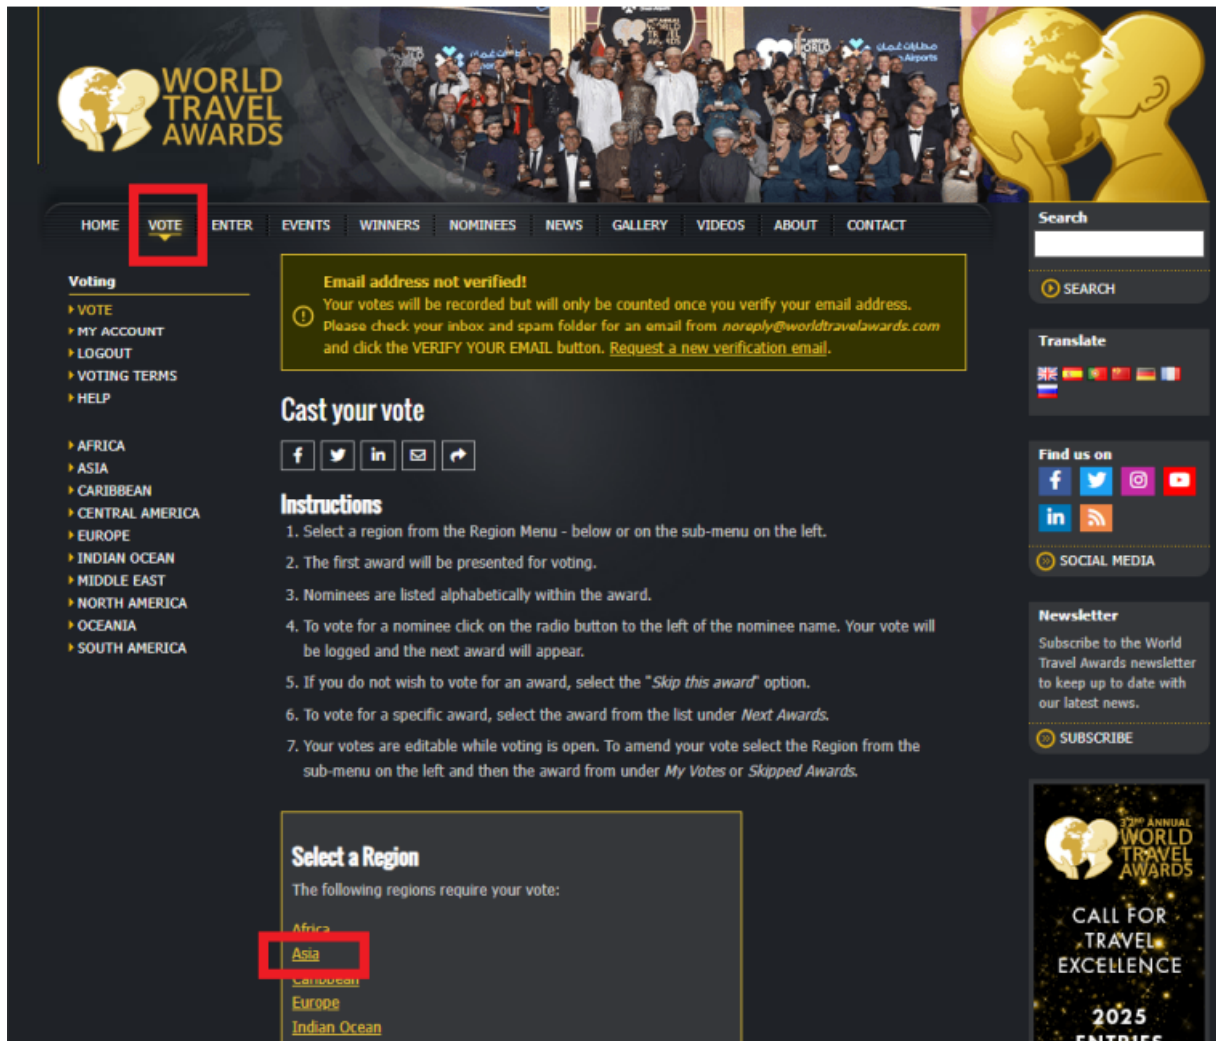 WORLD
TRAVEL
AWARDS
HOME
VOTE
ENTER
EVENTS
WINNERS
NOMINEES
NEWS
GALLERY
VIDEOS
ABOUT
CONTACT
Voting
VOTE
MY ACCOUNT
LOGOUT
VOTING TERMS
HELP
AFRICA
ASIA
CARIBBEAN
CENTRAL AMERICA
EUROPE
INDIAN OCEAN
MIDDLE EAST
NORTH AMERICA
OCEANIA
SOUTH AMERICA
Email address not verified!
Your votes will be recorded but will only be counted once you verify your email address.
Please check your inbox and spam folder for an email from noreply@worldtravelawards.com
and click the VERIFY YOUR EMAIL button. Request a new verification email.
Cast your vote
Instructions
1. Select a region from the Region Menu - below or on the sub-menu on the left.
2. The first award will be presented for voting.
3. Nominees are listed alphabetically within the award.
4. To vote for a nominee click on the radio button to the left of the nominee name. Your vote will
be logged and the next award will appear.
5. If you do not wish to vote for an award, select the "Skip this award" option.
6. To vote for a specific award, select the award from the list under Next Awards.
7. Your votes are editable while voting is open. To amend your vote select the Region from the
sub-menu on the left and then the award from under My Votes or Skipped Awards.
Select a Region
The following regions require your vote:
Africa
Asia
Caribbean
Europe
Indian Ocean
Search
SEARCH
Translate
Find us on
SOCIAL MEDIA
Newsletter
Subscribe to the World
Travel Awards newsletter
to keep up to date with
our latest news.
SUBSCRIBE
32ND ANNUAL
WORLD
TRAVEL
AWARDS
CALL FOR
TRAVEL
EXCELLENCE
2025
ENTRIES